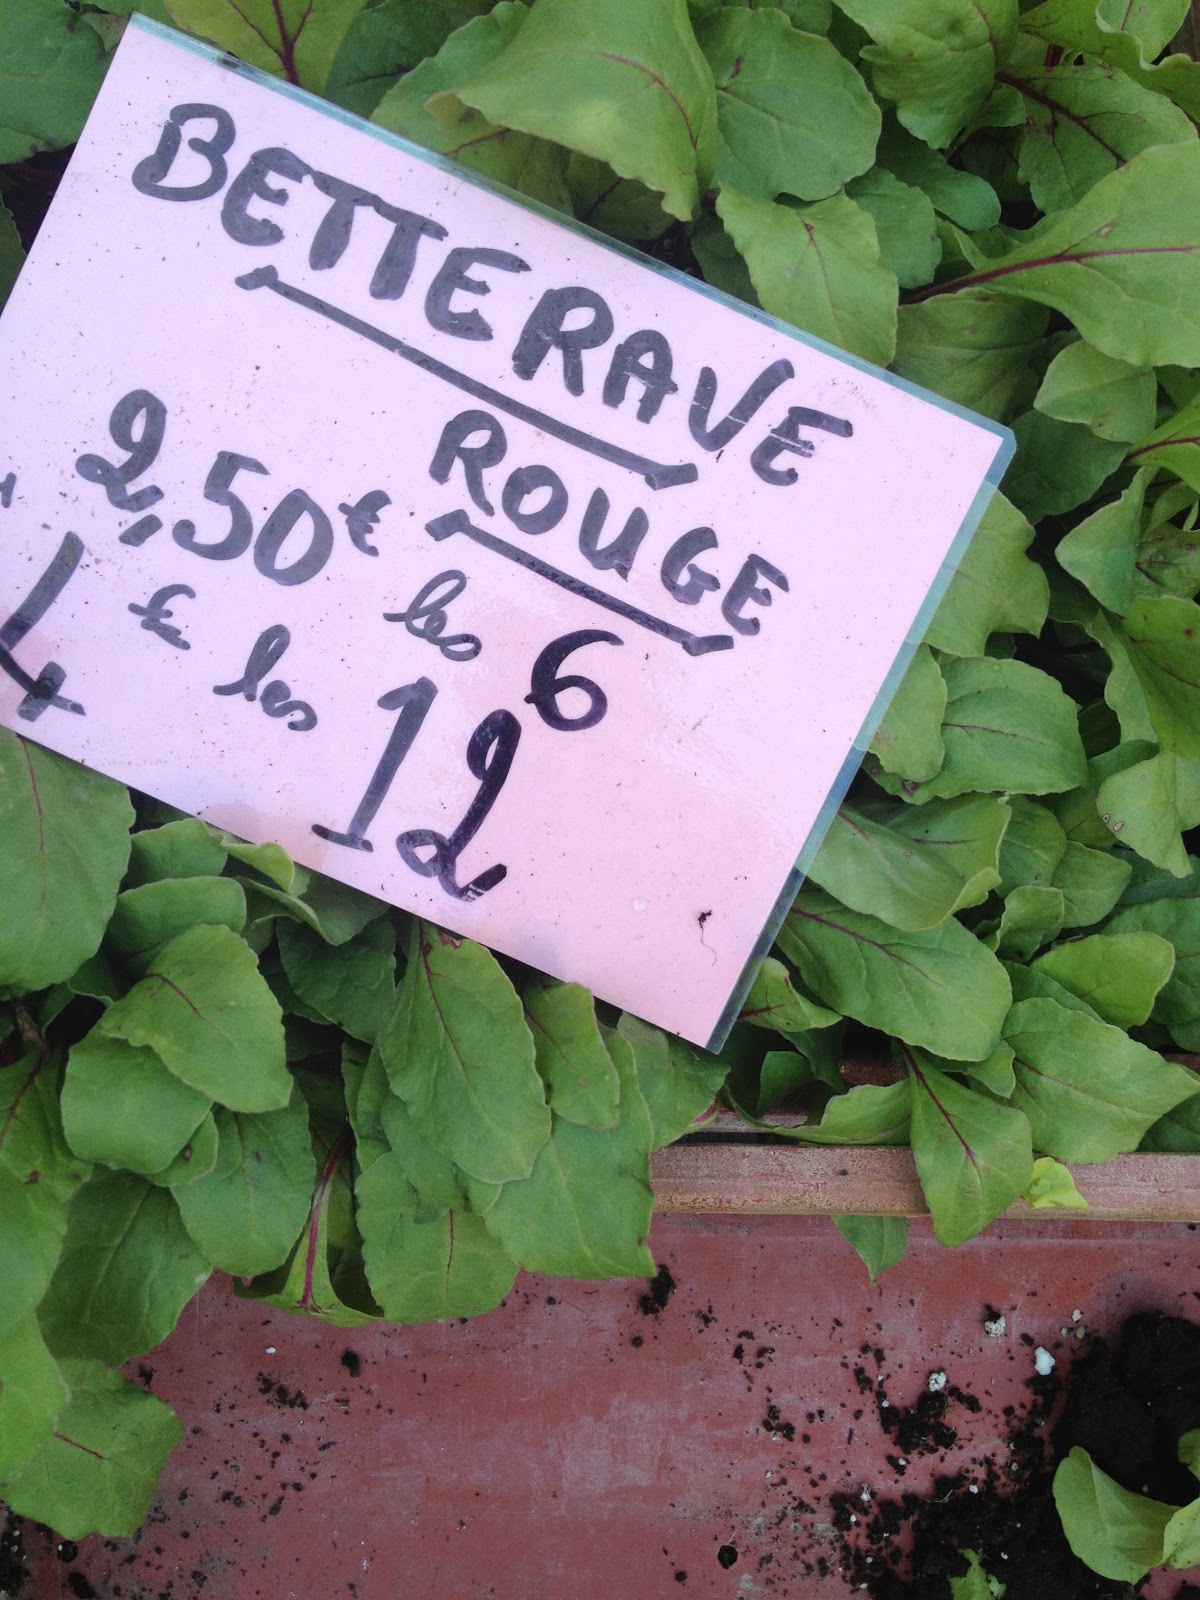 BETTERAVE
ROUGE
2,50€ les 6
4€ les 12